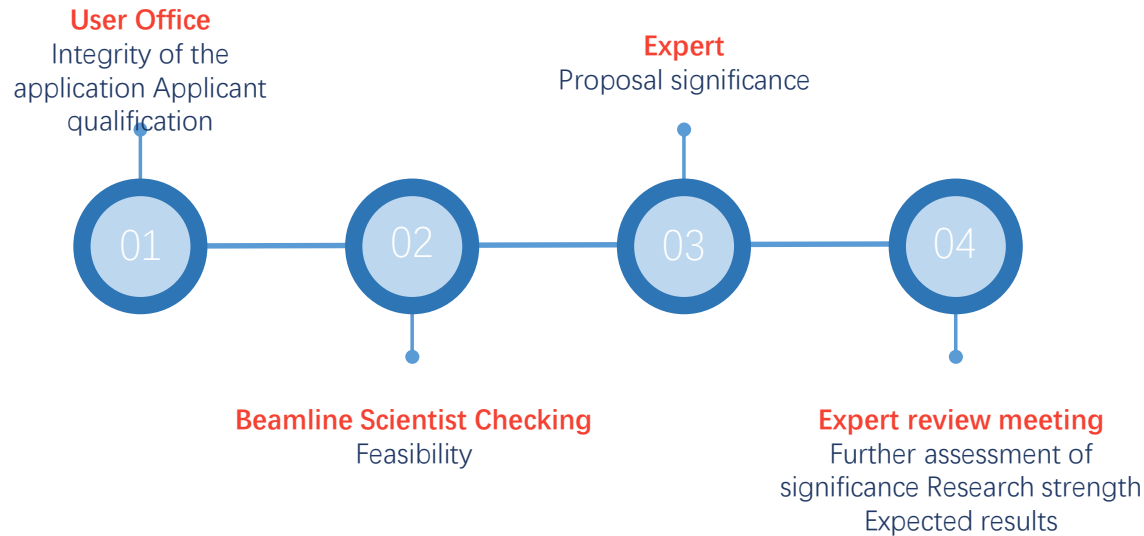 User Office
Integrity of the
application Applicant
qualification
Expert
Proposal significance
01
02
03
04
Beamline Scientist Checking
Feasibility
Expert review meeting
Further assessment of
significance Research strength
Expected results